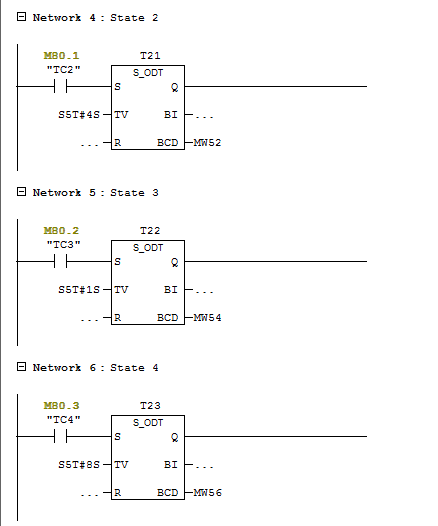 Network 4 : State 2
M80.1 T21
"TC2" S_ODT
S Q
S5T#4S TV BI ...
... R BCD MW52
Network 5 : State 3
M80.2 T22
"TC3" S_ODT
S Q
S5T#1S TV BI ...
... R BCD MW54
Network 6 : State 4
M80.3 T23
"TC4" S_ODT
S Q
S5T#8S TV BI ...
... R BCD MW56